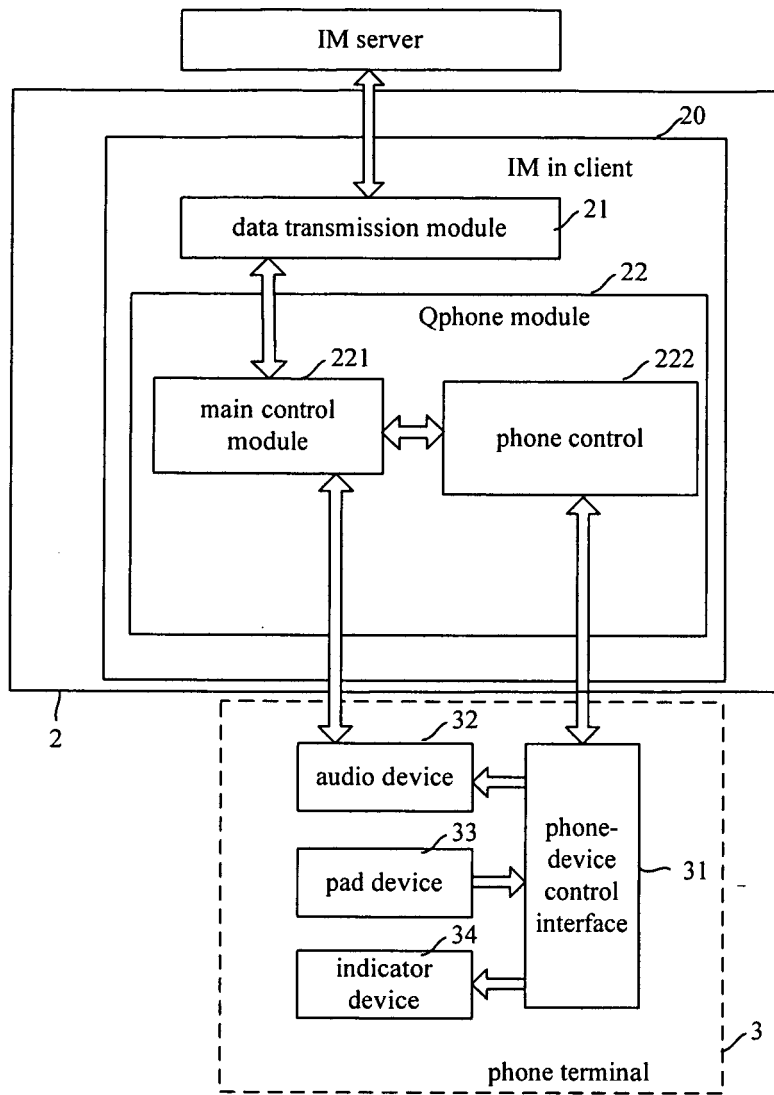 IM server
20
IM in client
data transmission module
21
22
Qphone module
221
222
main control
module
phone control
2
32
audio device
33
pad device
34
indicator
device
phone-
device
control
interface
31
3
phone terminal